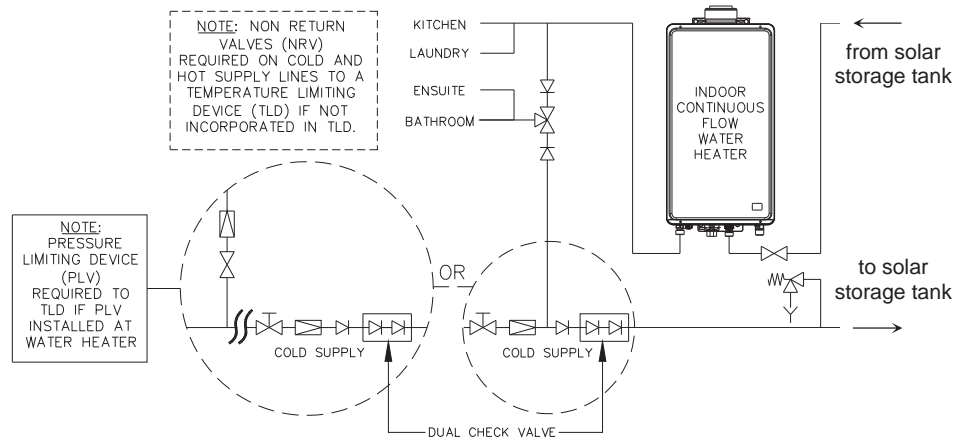 NOTE: NON RETURN
VALVES (NRV)
REQUIRED ON COLD AND
HOT SUPPLY LINES TO A
TEMPERATURE LIMITING
DEVICE (TLD) IF NOT
INCORPORATED IN TLD.
KITCHEN
LAUNDRY
ENSUITE
BATHROOM
INDOOR
CONTINUOUS
FLOW
WATER
HEATER
from solar
storage tank
NOTE:
PRESSURE
LIMITING DEVICE
(PLV)
REQUIRED TO
TLD IF PLV
INSTALLED AT
WATER HEATER
OR
to solar
storage tank
COLD SUPPLY
COLD SUPPLY
DUAL CHECK VALVE